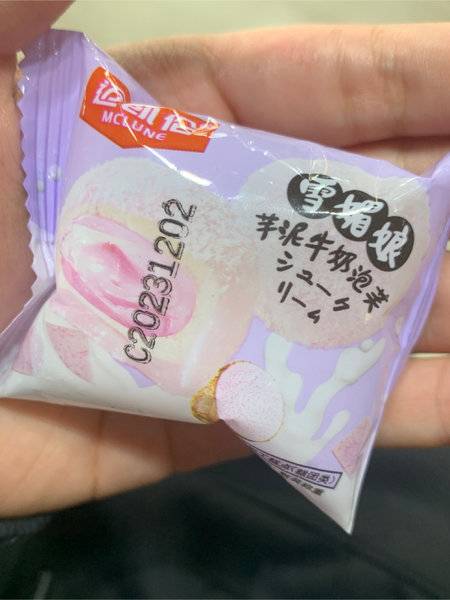 MCLUNE
雪媚娘
芋泥牛奶泡芙
シュークリーム
C20231202